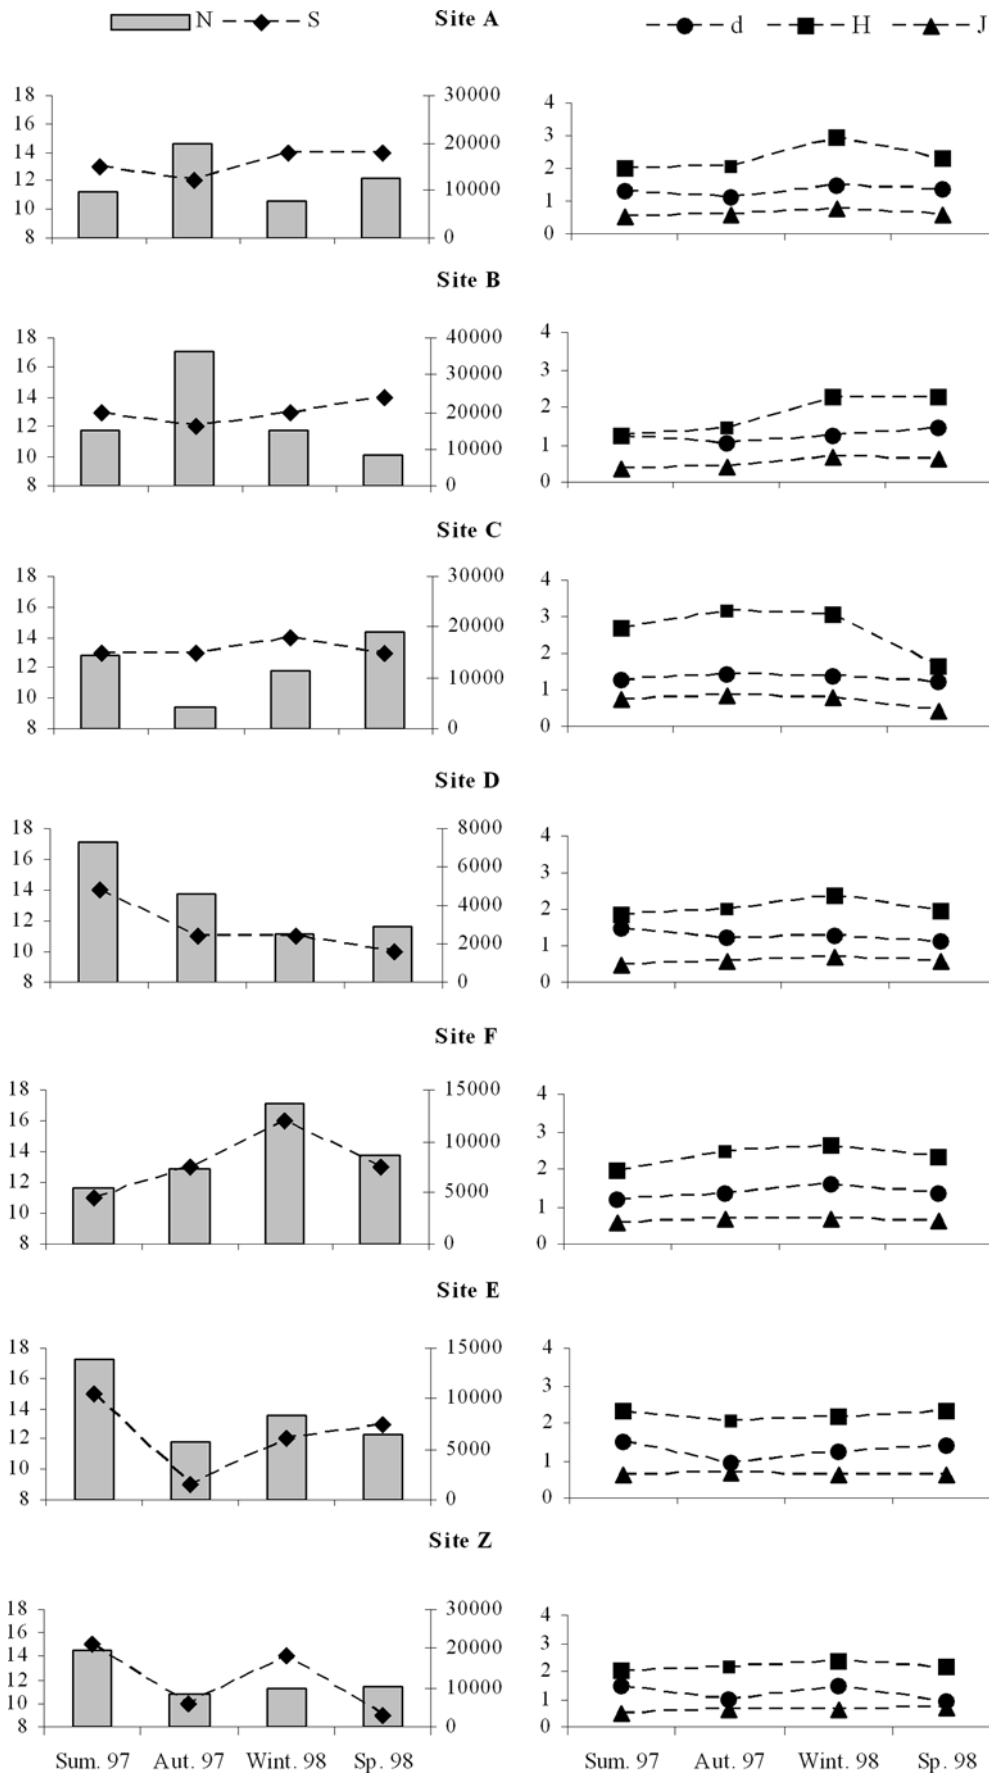 N S Site A d H J
18 30000 4
16 3
14 20000 2
12 10000 1
10 0
8 0
Site B
18 40000 4
16 30000 3
14 20000 2
12 10000 1
10 0
8 0
Site C
18 30000 4
16 3
14 20000 2
12 10000 1
10 0
8 0
Site D
18 8000 4
16 6000 3
14 4000 2
12 2000 1
10 0
8 0
Site F
18 15000 4
16 3
14 10000 2
12 5000 1
10 0
8 0
Site E
18 15000 4
16 3
14 10000 2
12 5000 1
10 0
8 0
Site Z
18 30000 4
16 3
14 20000 2
12 10000 1
10 0
8 0
Sum. 97 Aut. 97 Wint. 98 Sp. 98 Sum. 97 Aut. 97 Wint. 98 Sp. 98